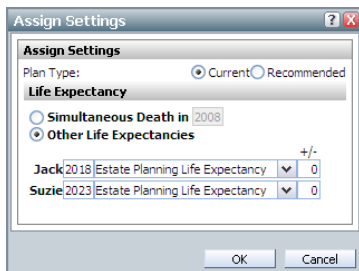 Assign Settings
Assign Settings
Plan Type: Current Recommended
Life Expectancy
Simultaneous Death in 2008
Other Life Expectancies
+/-
Jack 2018 Estate Planning Life Expectancy 0
Suzie 2023 Estate Planning Life Expectancy 0
OK Cancel